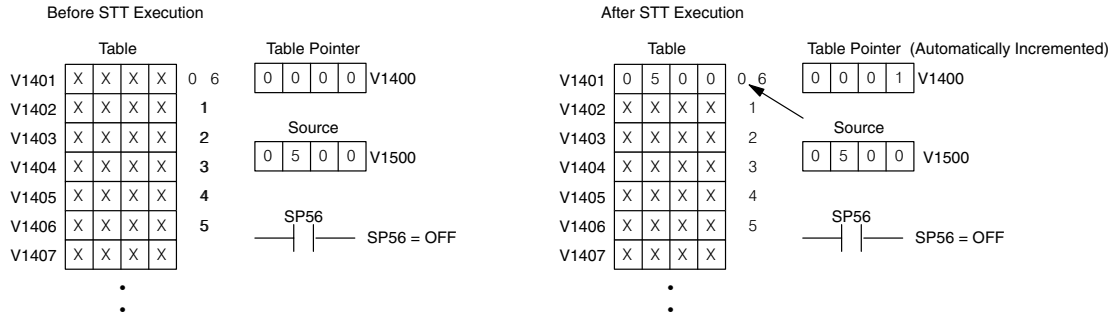 Before STT Execution
After STT Execution
Table
Table Pointer
V1401 X X X X 0 6
0 0 0 0 V1400
V1402 X X X X 1
V1403 X X X X 2
Source
V1404 X X X X 3
0 5 0 0 V1500
V1405 X X X X 4
V1406 X X X X 5
SP56
SP56 = OFF
V1407 X X X X
Table
Table Pointer (Automatically Incremented)
V1401 0 5 0 0 0 6
0 0 0 1 V1400
V1402 X X X X 1
V1403 X X X X 2
Source
V1404 X X X X 3
0 5 0 0 V1500
V1405 X X X X 4
V1406 X X X X 5
SP56
SP56 = OFF
V1407 X X X X